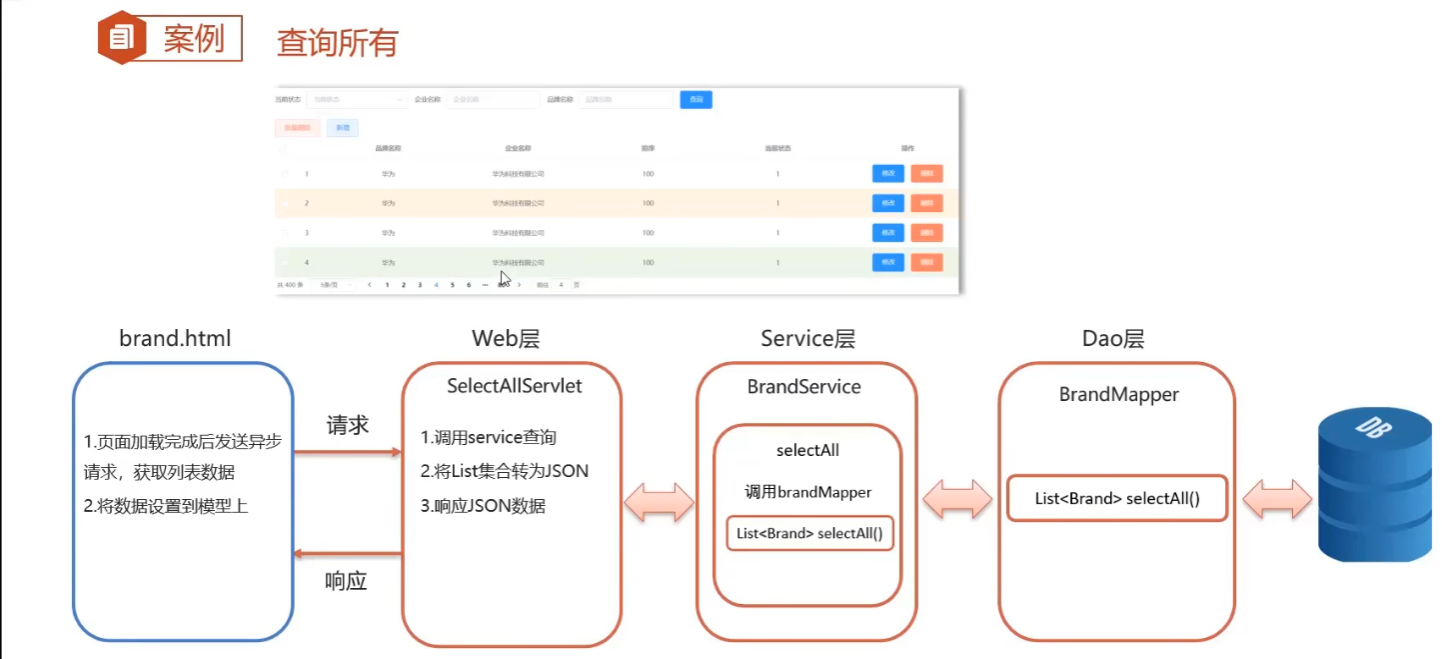 案例
查询所有
当前状态 当前状态 企业名称 企业名称 品牌名称 品牌名称 查询
批量删除 新增
品牌名称 企业名称 排序 当前状态 操作
1 华为 华为科技有限公司 100 1 修改 删除
2 华为 华为科技有限公司 100 1 修改 删除
3 华为 华为科技有限公司 100 1 修改 删除
4 华为 华为科技有限公司 100 1 修改 删除
共 400 条 5条/页 1 2 3 4 5 6 前往 4 页
brand.html
1.页面加载完成后发送异步
请求，获取列表数据
2.将数据设置到模型上
请求
响应
Web层
SelectAllServlet
1.调用service查询
2.将List集合转为JSON
3.响应JSON数据
Service层
BrandService
selectAll
调用brandMapper
List<Brand> selectAll()
Dao层
BrandMapper
List<Brand> selectAll()
DB